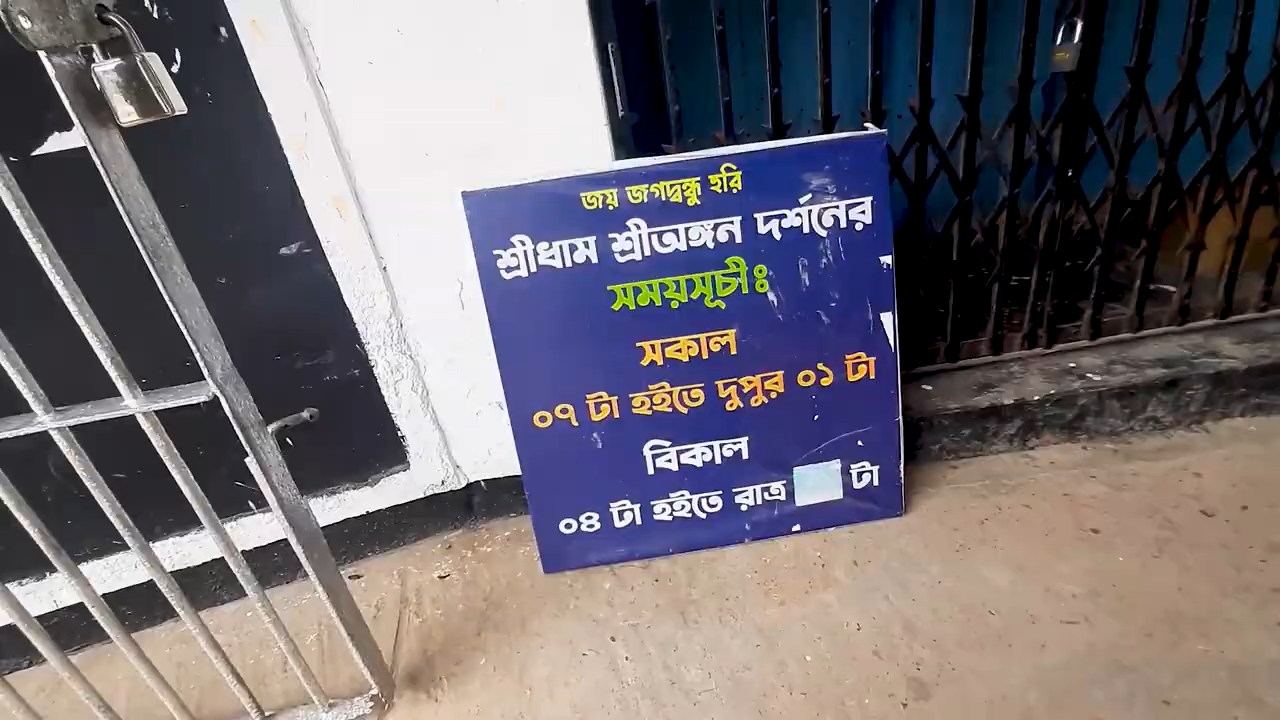 জয় জগদ্বন্ধু হরি
শ্রীধাম শ্রীঅঙ্গন দর্শনের
সময়সূচীঃ
সকাল
০৭ টা হইতে দুপুর ০১ টা
বিকাল
০৪ টা হইতে রাত্র টা